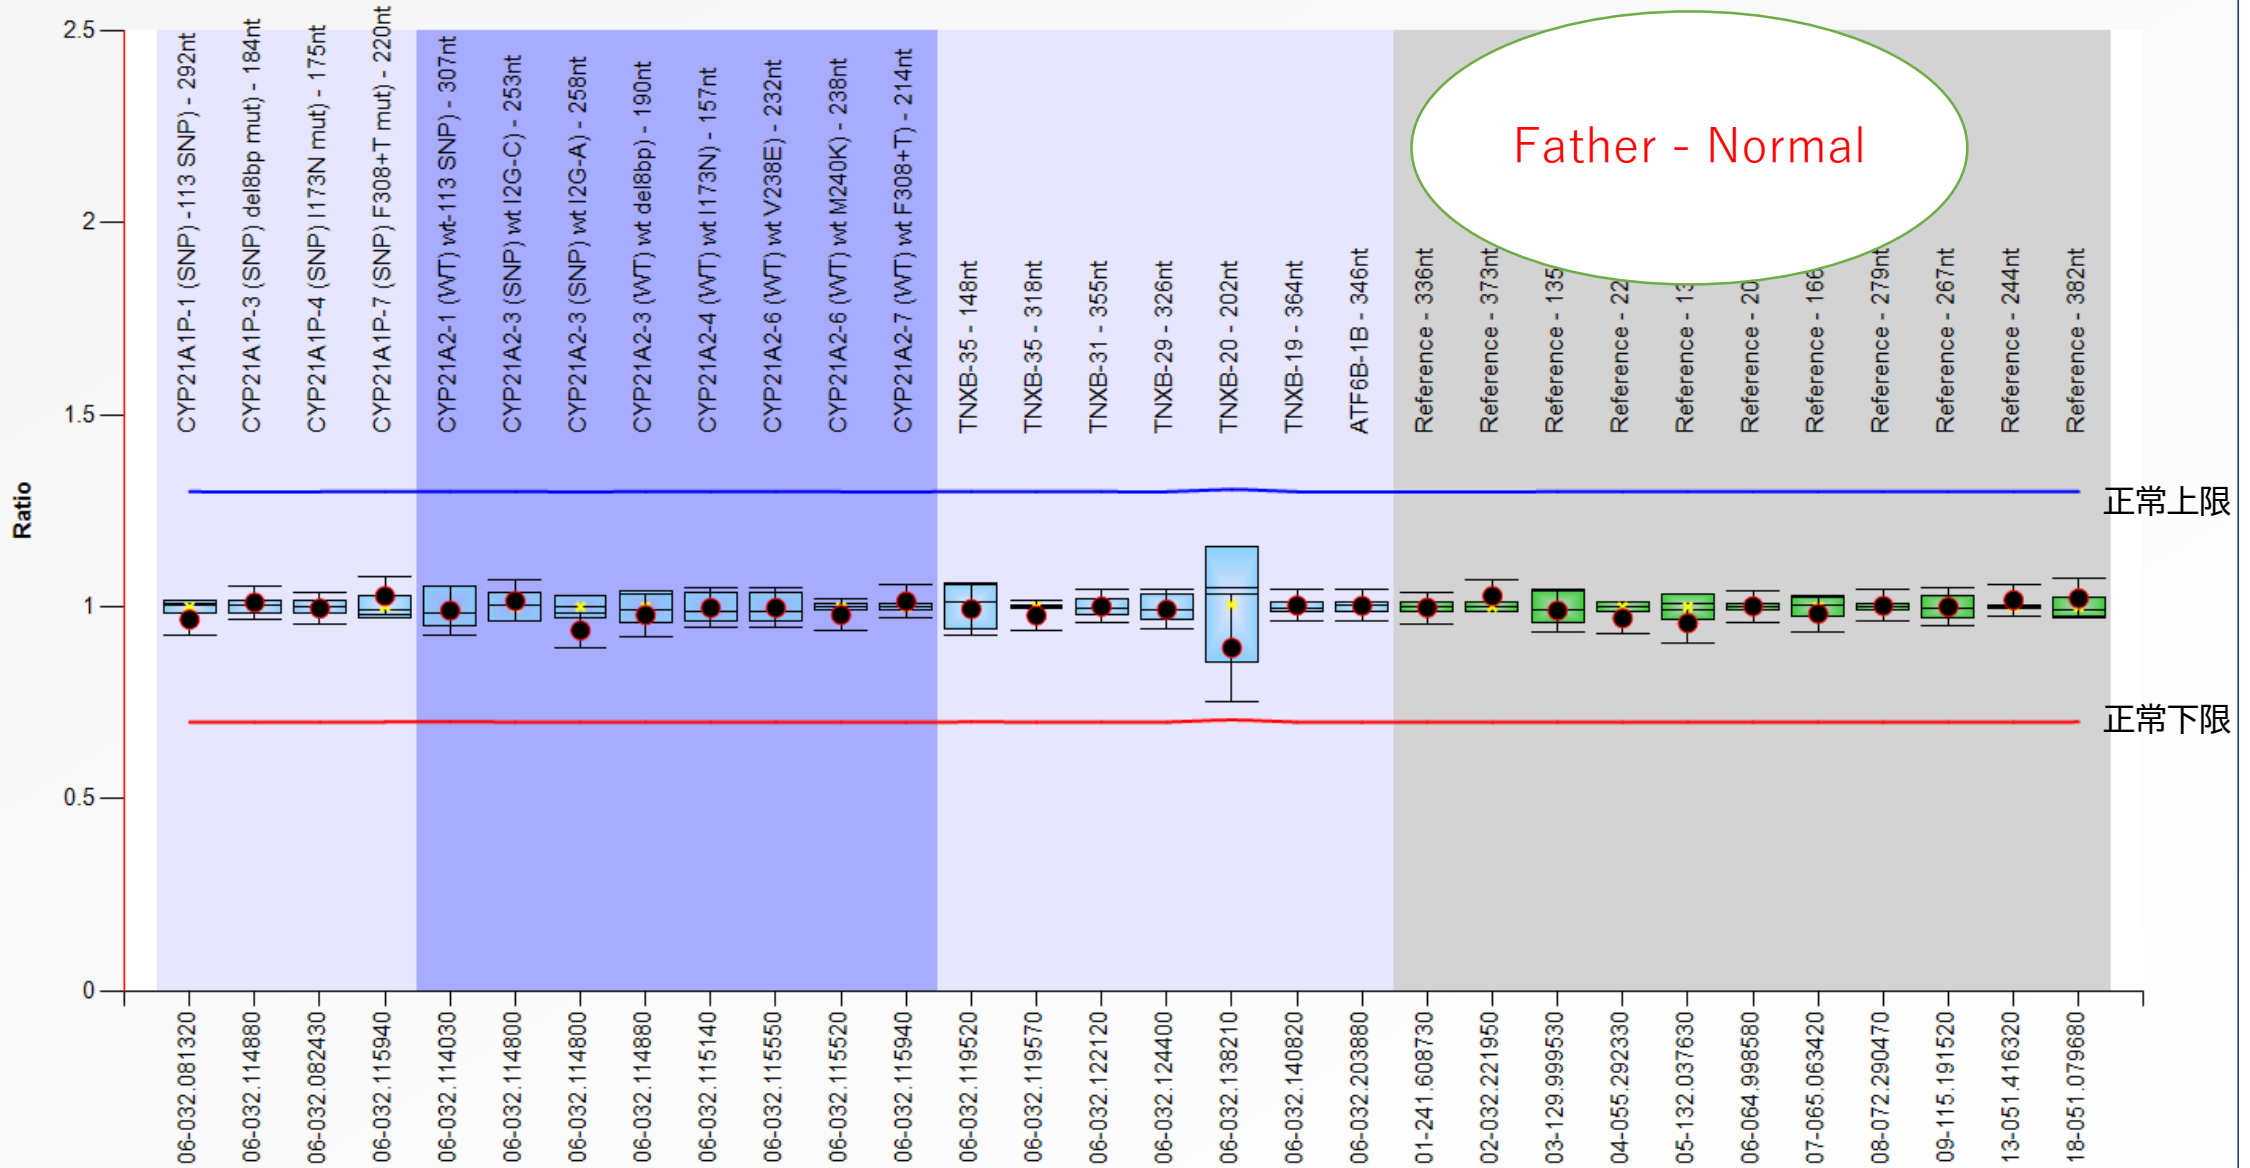 2.5
2
1.5
1
0.5
0
Ratio
CYP21A1P-1 (SNP) -113 SNP) - 292nt
CYP21A1P-3 (SNP) del8bp mut) - 184nt
CYP21A1P-4 (SNP) I173N mut) - 175nt
CYP21A1P-7 (SNP) F308+T mut) - 220nt
CYP21A2-1 (WT) wt-113 SNP) - 307nt
CYP21A2-3 (SNP) wt I2G-C) - 253nt
CYP21A2-3 (SNP) wt I2G-A) - 258nt
CYP21A2-3 (WT) wt del8bp) - 190nt
CYP21A2-4 (WT) wt I173N) - 157nt
CYP21A2-6 (WT) wt V238E) - 232nt
CYP21A2-6 (WT) wt M240K) - 238nt
CYP21A2-7 (WT) wt F308+T) - 214nt
TNXB-35 - 148nt
TNXB-35 - 318nt
TNXB-31 - 355nt
TNXB-29 - 326nt
TNXB-20 - 202nt
TNXB-19 - 364nt
ATF6B-1B - 346nt
Reference - 336nt
Reference - 373nt
Reference - 135
Reference - 22
Reference - 13
Reference - 20
Reference - 166
Reference - 279nt
Reference - 267nt
Reference - 244nt
Reference - 382nt
Father - Normal
正常上限
正常下限
06-032.081320
06-032.114880
06-032.082430
06-032.115940
06-032.114030
06-032.114800
06-032.114800
06-032.114880
06-032.115140
06-032.115550
06-032.115520
06-032.115940
06-032.119520
06-032.119570
06-032.122120
06-032.124400
06-032.138210
06-032.140820
06-032.203880
01-241.608730
02-032.221950
03-129.999530
04-055.292330
05-132.037630
06-064.998580
07-065.063420
08-072.290470
09-115.191520
13-051.416320
18-051.079680